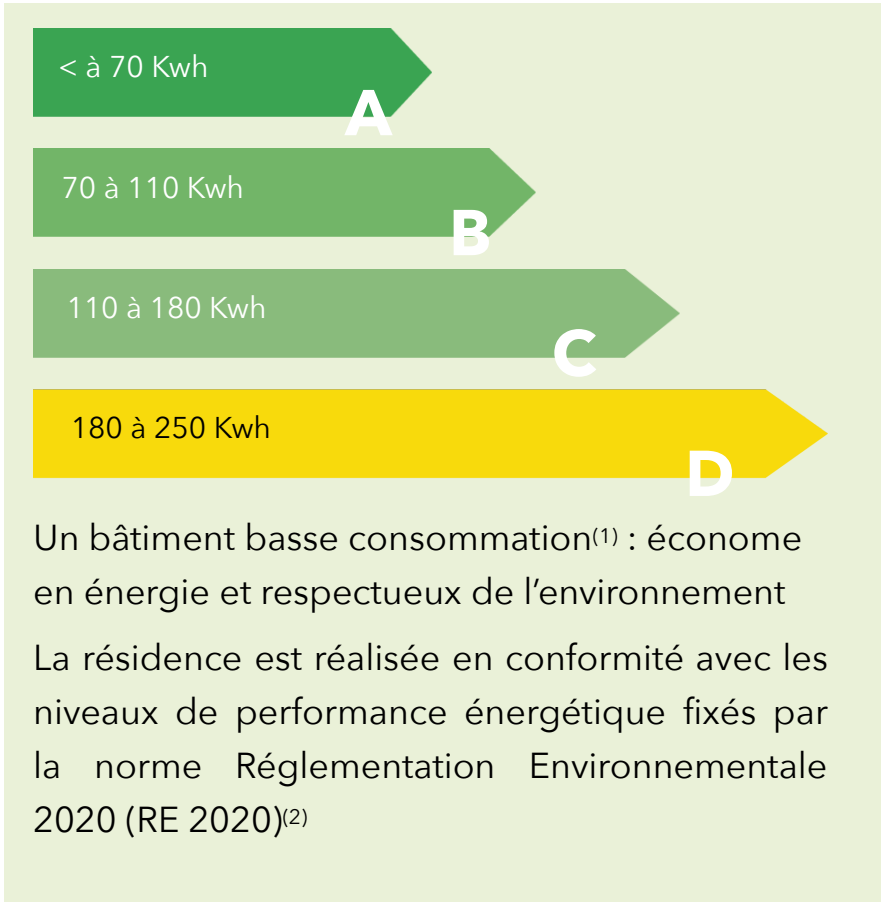 < à 70 Kwh
A
70 à 110 Kwh
B
110 à 180 Kwh
C
180 à 250 Kwh
D
Un bâtiment basse consommation(1) : économe
en énergie et respectueux de l’environnement
La résidence est réalisée en conformité avec les
niveaux de performance énergétique fixés par
la norme Réglementation Environnementale
2020 (RE 2020)(2)